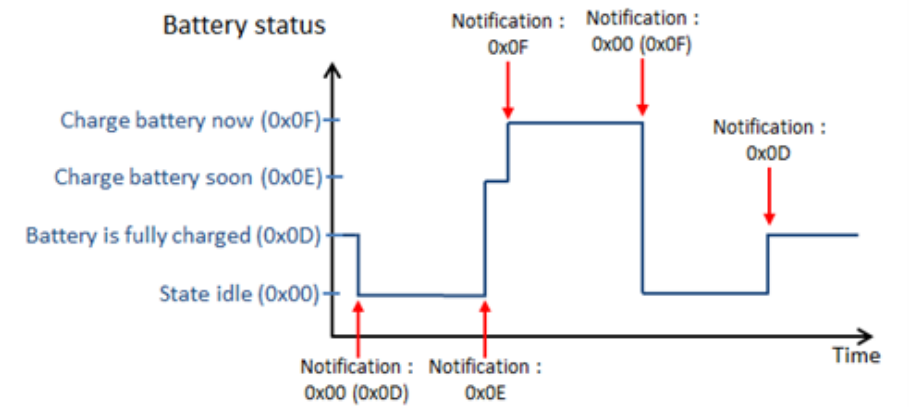 Battery status
Notification :
0x0F
Notification :
0x00 (0x0F)
Charge battery now (0x0F)
Notification :
0x0D
Charge battery soon (0x0E)
Battery is fully charged (0x0D)
State idle (0x00)
Time
Notification :
0x00 (0x0D)
Notification :
0x0E